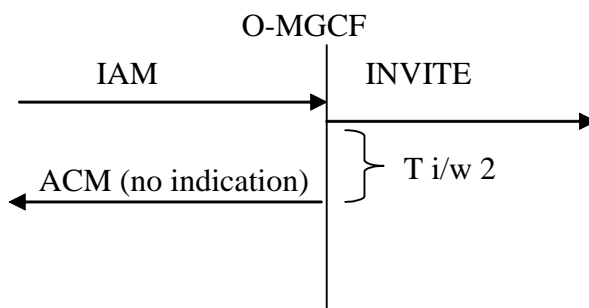 O-MGCF
IAM
INVITE
T i/w 2
ACM (no indication)